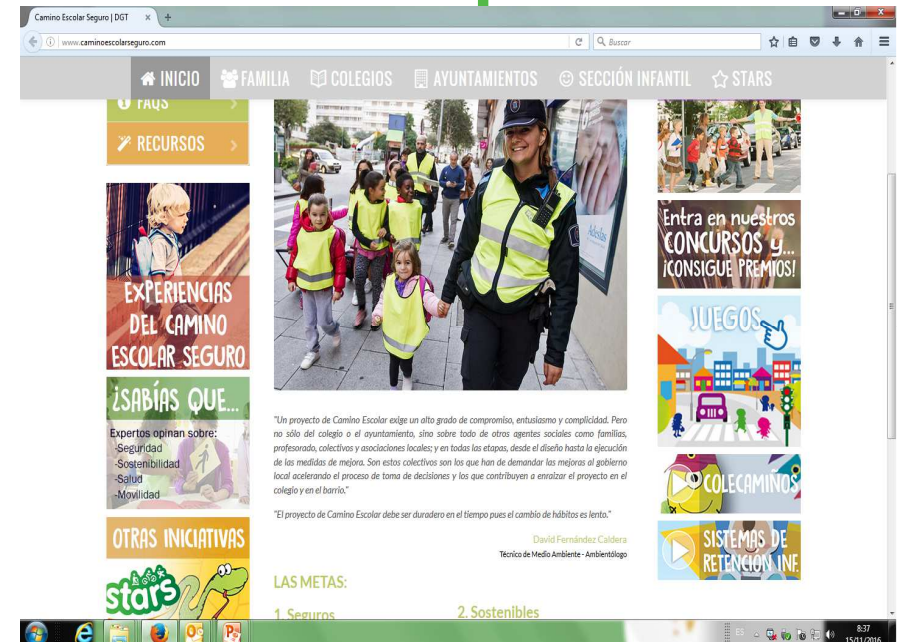 Camino Escolar Seguro | DGT
www.caminoescolarseguro.com
Buscar
INICIO
FAMILIA
COLEGIOS
AYUNTAMIENTOS
SECCIÓN INFANTIL
STARS
FAQS
RECURSOS
EXPERIENCIAS
DEL CAMINO
ESCOLAR SEGURO
¿SABÍAS QUE...
Expertos opinan sobre:
-Seguridad
-Sostenibilidad
-Salud
-Movilidad
OTRAS INICIATIVAS
stars
Adeslas
"Un proyecto de Camino Escolar exige un alto grado de compromiso, entusiasmo y complicidad. Pero
no sólo del colegio o el ayuntamiento, sino sobre todo de otros agentes sociales como familias,
profesorado, colectivos y asociaciones locales; y en todas las etapas, desde el diseño hasta la ejecución
de las medidas de mejora. Son estos colectivos son los que han de demandar las mejoras al gobierno
local acelerando el proceso de toma de decisiones y los que contribuyen a enraizar el proyecto en el
colegio y en el barrio."
"El proyecto de Camino Escolar debe ser duradero en el tiempo pues el cambio de hábitos es lento."
David Fernández Caldera
Técnico de Medio Ambiente - Ambientólogo
LAS METAS:
1. Seguros
2. Sostenibles
Entra en nuestros
CONCURSOS y...
¡CONSIGUE PREMIOS!
JUEGOS
COLECAMINOS
SISTEMAS DE
RETENCIÓN INF.
ES
8:37
15/11/2016